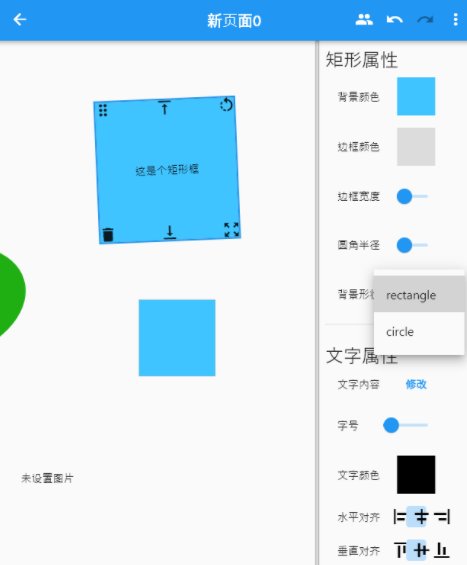 新页面0
这是个矩形框
未设置图片
矩形属性
背景颜色
边框颜色
边框宽度
圆角半径
背景形
rectangle
circle
文字属性
文字内容 修改
字号
文字颜色
水平对齐
垂直对齐